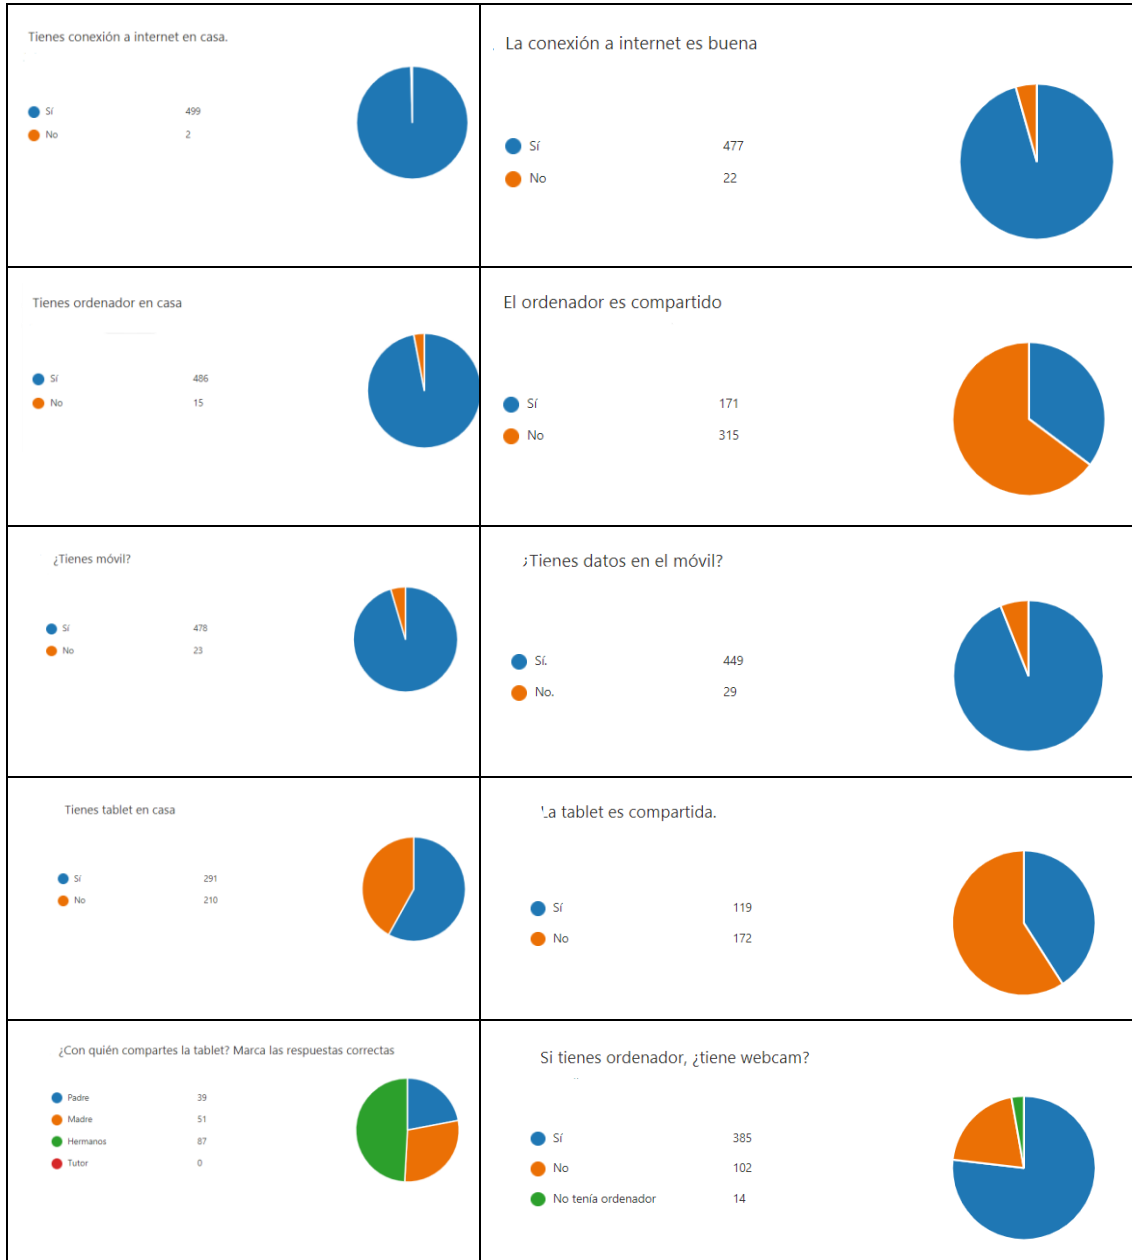 Tienes conexión a internet en casa.
Sí 499
No 2
La conexión a internet es buena
Sí 477
No 22
Tienes ordenador en casa
Sí 486
No 15
El ordenador es compartido
Sí 171
No 315
¿Tienes móvil?
Sí 478
No 23
¿Tienes datos en el móvil?
Sí. 449
No. 29
Tienes tablet en casa
Sí 291
No 210
La tablet es compartida.
Sí 119
No 172
¿Con quién compartes la tablet? Marca las respuestas correctas
Padre 39
Madre 51
Hermanos 87
Tutor 0
Si tienes ordenador, ¿tiene webcam?
Sí 385
No 102
No tenía ordenador 14